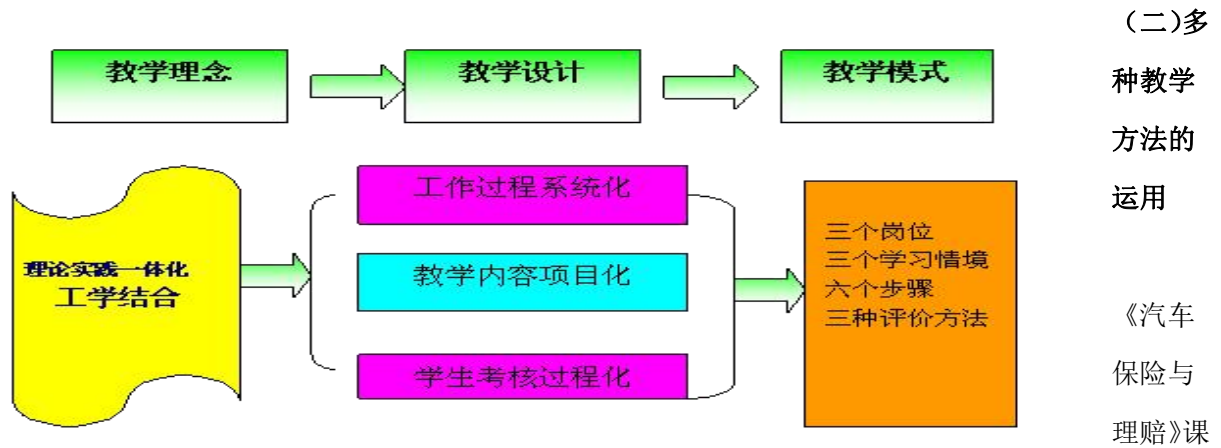 教学理念
教学设计
教学模式
理论实践一体化
工学结合
工作过程系统化
教学内容项目化
学生考核过程化
三个岗位
三个学习情境
六个步骤
三种评价方法
（二）多
种教学
方法的
运用
《汽车
保险与
理赔》课